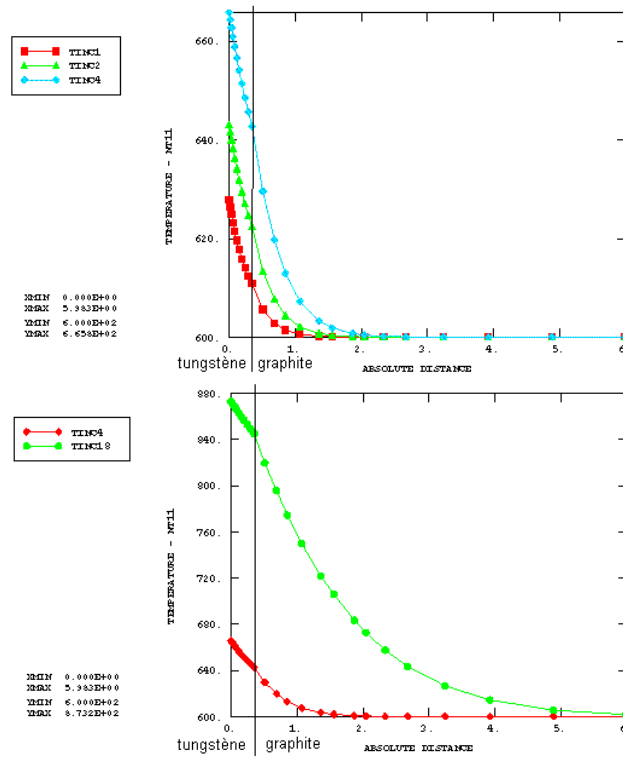 TINC1
TINC2
TINC4
660.
640.
620.
600.
TEMPERATURE - NT11
XMIN 0.000E+00
XMAX 5.983E+00
YMIN 6.000E+02
YMAX 6.658E+02
0. 1. 2. 3. 4. 5. 6.
tungstène graphite
ABSOLUTE DISTANCE
TINC4
TINC18
880.
840.
800.
760.
720.
680.
640.
600.
TEMPERATURE - NT11
XMIN 0.000E+00
XMAX 5.983E+00
YMIN 6.000E+02
YMAX 8.732E+02
0. 1. 2. 3. 4. 5. 6.
tungstène graphite
ABSOLUTE DISTANCE